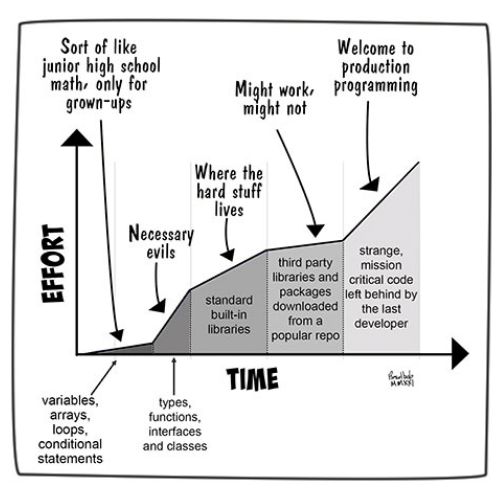 Sort of like
junior high school
math, only for
grown-ups
Welcome to
production
programming
Might work,
might not
Where the
hard stuff
lives
Necessary
evils
EFFORT
standard
built-in
libraries
third party
libraries and
packages
downloaded
from a
popular repo
strange,
mission
critical code
left behind by
the last
developer
TIME
MMXXI
variables,
arrays,
loops,
conditional
statements
types,
functions,
interfaces
and classes